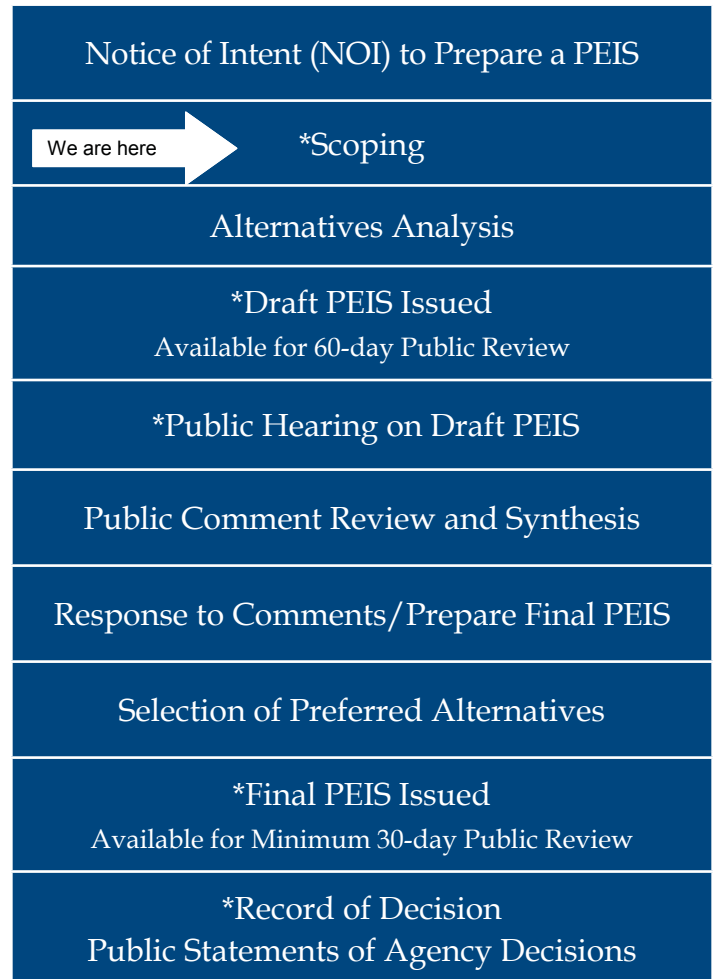 Notice of Intent (NOI) to Prepare a PEIS
We are here
*Scoping
Alternatives Analysis
*Draft PEIS Issued
Available for 60-day Public Review
*Public Hearing on Draft PEIS
Public Comment Review and Synthesis
Response to Comments/Prepare Final PEIS
Selection of Preferred Alternatives
*Final PEIS Issued
Available for Minimum 30-day Public Review
*Record of Decision
Public Statements of Agency Decisions